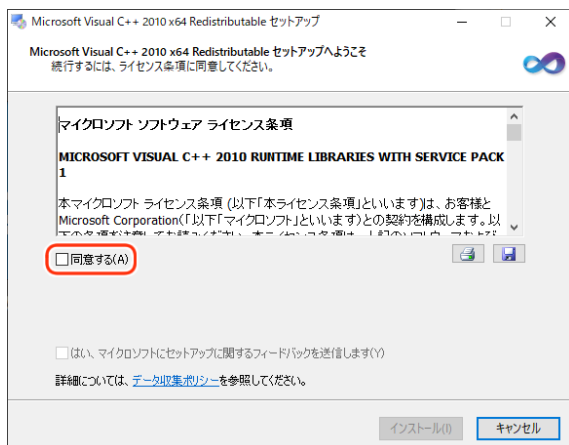 Microsoft Visual C++ 2010 x64 Redistributable セットアップ
Microsoft Visual C++ 2010 x64 Redistributable セットアップへようこそ
続行するには、ライセンス条項に同意してください。
マイクロソフト ソフトウェア ライセンス条項
MICROSOFT VISUAL C++ 2010 RUNTIME LIBRARIES WITH SERVICE PACK
1
本マイクロソフト ライセンス条項 (以下「本ライセンス条項」といいます)は、お客様と
Microsoft Corporation(「以下「マイクロソフト」といいます)との契約を構成します。以
同意する(A)
はい、マイクロソフトにセットアップに関するフィードバックを送信します(Y)
詳細については、データ収集ポリシーを参照してください。
インストール(I) キャンセル